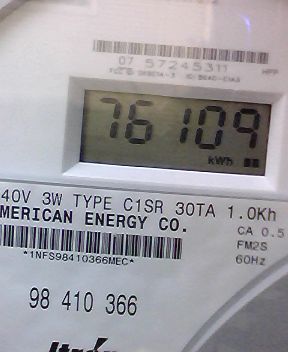 07 57245311
76109
kWh
40V 3W TYPE C1SR 30TA 1.0Kh
MERICAN ENERGY CO.
CA 0.5
FM2S
60Hz
*1NFS98410366MEC*
98 410 366
Itron